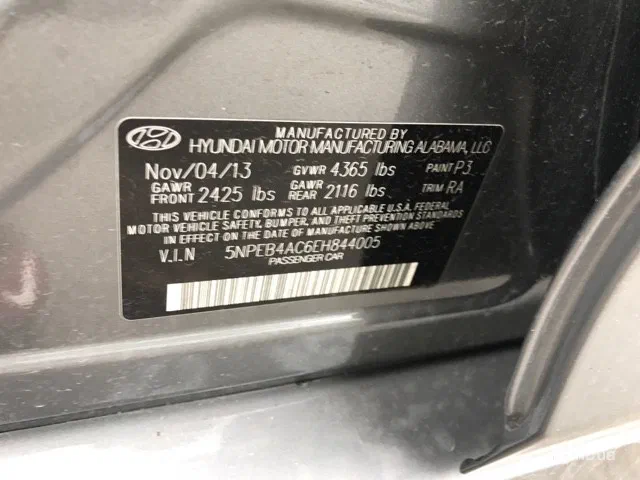 MANUFACTURED BY
HYUNDAI MOTOR MANUFACTURING ALABAMA, LLC
Nov/04/13 GVWR 4365 lbs PAINT P3
GAWR FRONT 2425 lbs GAWR REAR 2116 lbs TRIM RA
THIS VEHICLE CONFORMS TO ALL APPLICABLE U.S.A. FEDERAL
MOTOR VEHICLE SAFETY, BUMPER, AND THEFT PREVENTION STANDARDS
IN EFFECT ON THE DATE OF MANUFACTURE SHOWN ABOVE.
V.I.N 5NPEB4AC6EH844005
PASSENGER CAR